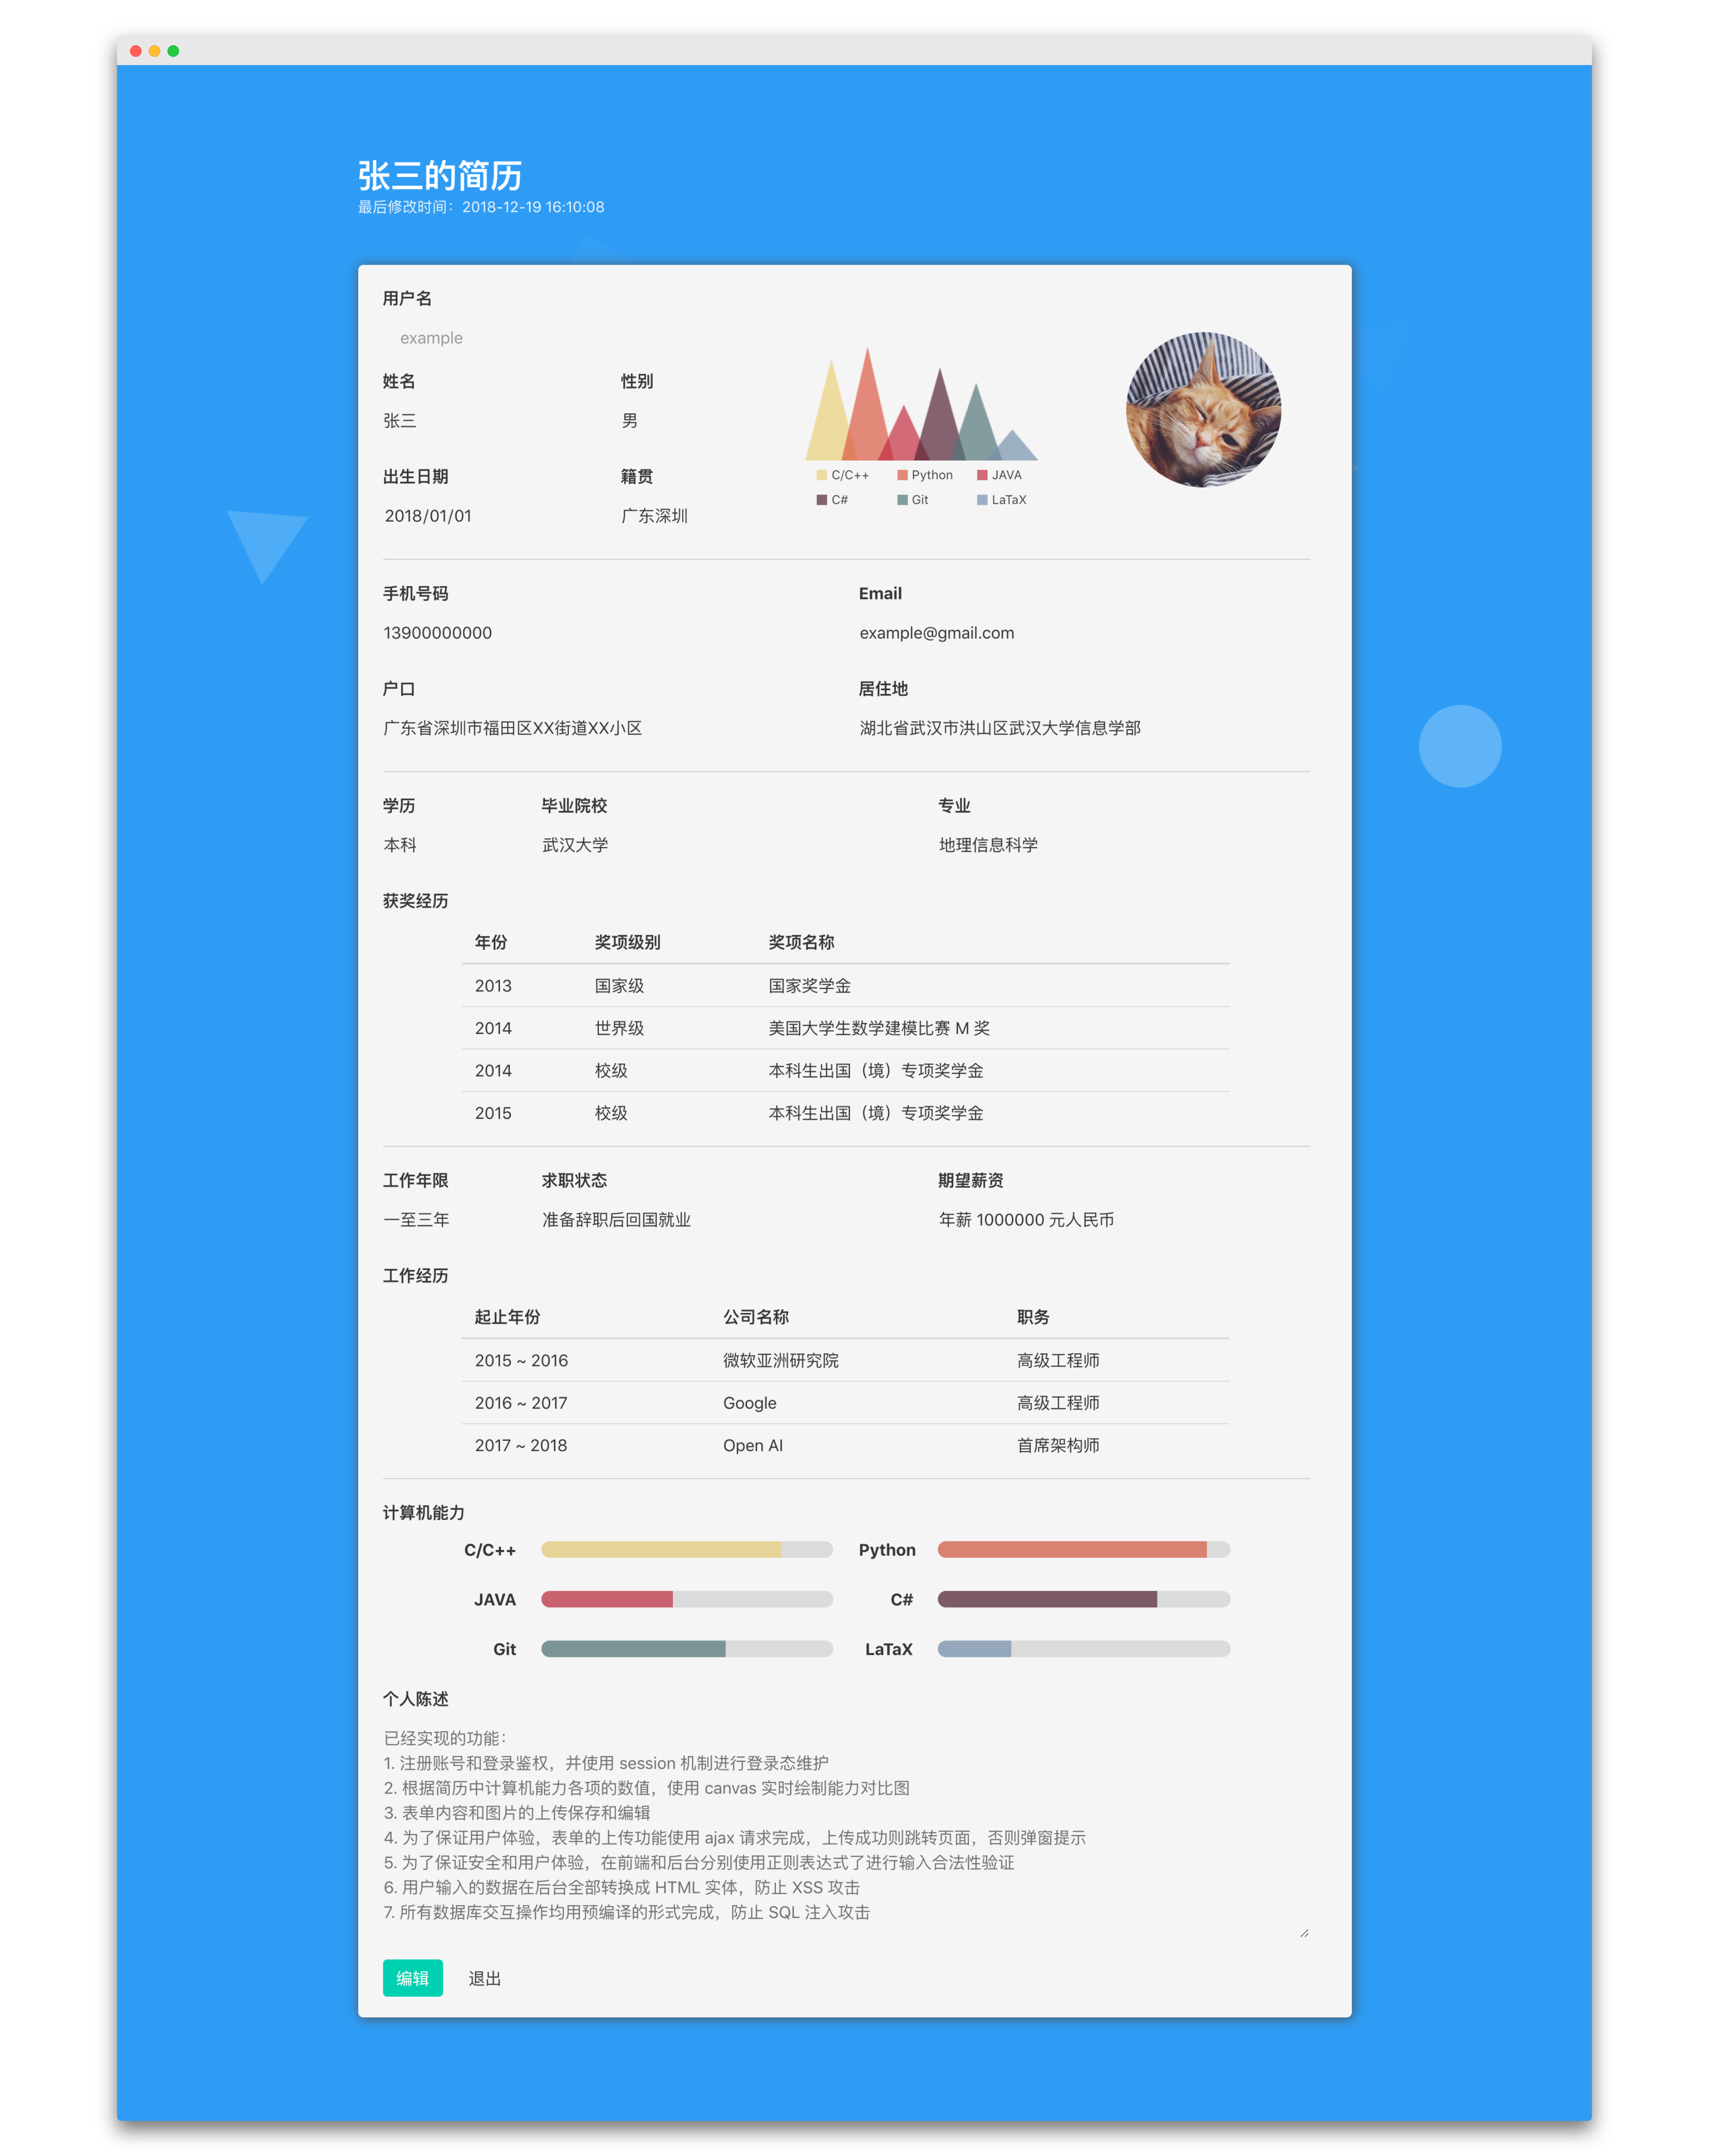 张三的简历
最后修改时间：2018-12-19 16:10:08
用户名
example
姓名 性别
张三 男
出生日期 籍贯
2018/01/01 广东深圳
C/C++ Python JAVA
C# Git LaTaX
手机号码 Email
13900000000 example@gmail.com
户口 居住地
广东省深圳市福田区XX街道XX小区 湖北省武汉市洪山区武汉大学信息学部
学历 毕业院校 专业
本科 武汉大学 地理信息科学
获奖经历
年份 奖项级别 奖项名称
2013 国家级 国家奖学金
2014 世界级 美国大学生数学建模比赛 M 奖
2014 校级 本科生出国（境）专项奖学金
2015 校级 本科生出国（境）专项奖学金
工作年限 求职状态 期望薪资
一至三年 准备辞职后回国就业 年薪 1000000 元人民币
工作经历
起止年份 公司名称 职务
2015 ~ 2016 微软亚洲研究院 高级工程师
2016 ~ 2017 Google 高级工程师
2017 ~ 2018 Open AI 首席架构师
计算机能力
C/C++ Python
JAVA C#
Git LaTaX
个人陈述
已经实现的功能：
1. 注册账号和登录鉴权，并使用 session 机制进行登录态维护
2. 根据简历中计算机能力各项的数值，使用 canvas 实时绘制能力对比图
3. 表单内容和图片的上传保存和编辑
4. 为了保证用户体验，表单的上传功能使用 ajax 请求完成，上传成功则跳转页面，否则弹窗提示
5. 为了保证安全和用户体验，在前端和后台分别使用正则表达式了进行输入合法性验证
6. 用户输入的数据在后台全部转换成 HTML 实体，防止 XSS 攻击
7. 所有数据库交互操作均用预编译的形式完成，防止 SQL 注入攻击
编辑 退出